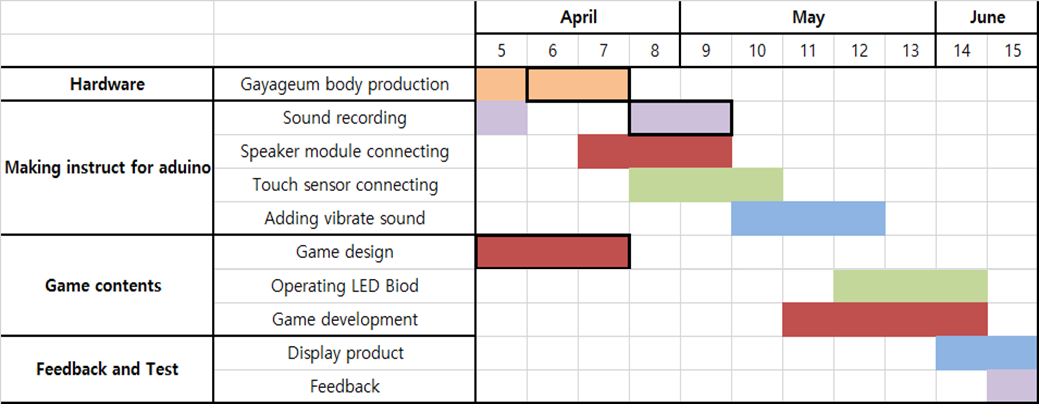 April May June
5 6 7 8 9 10 11 12 13 14 15
Hardware Gayageum body production
Sound recording
Making instruct for aduino Speaker module connecting
Touch sensor connecting
Adding vibrate sound
Game design
Game contents Operating LED Biod
Game development
Feedback and Test Display product
Feedback